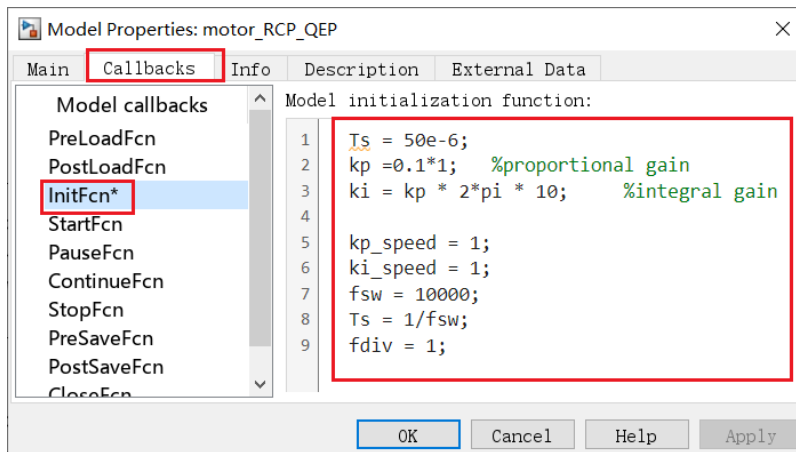 Model Properties: motor_RCP_QEP
Main Callbacks Info Description External Data
Model callbacks
PreLoadFcn
PostLoadFcn
InitFcn*
StartFcn
PauseFcn
ContinueFcn
StopFcn
PreSaveFcn
PostSaveFcn
CloseFcn
Model initialization function:
1 Ts = 50e-6;
2 kp =0.1*1; %proportional gain
3 ki = kp * 2*pi * 10; %integral gain
4
5 kp_speed = 1;
6 ki_speed = 1;
7 fsw = 10000;
8 Ts = 1/fsw;
9 fdiv = 1;
OK Cancel Help Apply